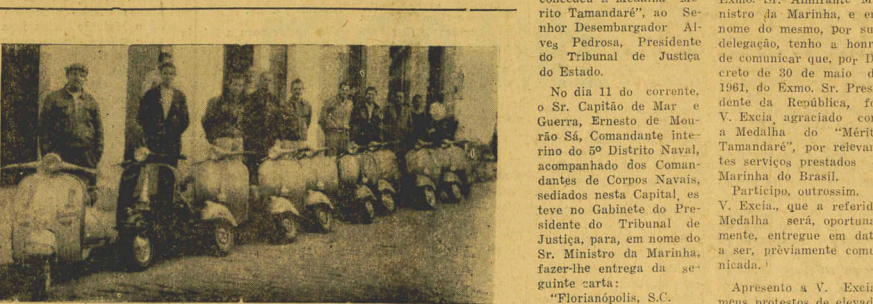 rito Tamandaré", ao Se-
nhor Desembargador Al-
ves Pedrosa, Presidente
do Tribunal de Justiça
do Estado.
No dia 11 do corrente,
o Sr. Capitão de Mar e
Guerra, Ernesto de Mou-
rão Sá, Comandante inte-
rino do 5º Distrito Naval,
acompanhado dos Coman-
dantes de Corpos Navais,
sediados nesta Capital, es
teve no Gabinete do Pre-
sidente do Tribunal de
Justiça, para, em nome do
Sr. Ministro da Marinha,
fazer-lhe entrega da se-
guinte carta:
"Florianópolis, S.C.
Exmo. Sr. Almirante Mi
nistro da Marinha, e e
nome do mesmo, por su
delegação, tenho a honr
de comunicar que, por D
creto de 30 de maio d
1961, do Exmo. Sr. Presi
dente da República, fo
V. Excia agraciado co
a Medalha do "Mérit
Tamandaré", por relevan
tes serviços prestados
Marinha do Brasil.
Participo, outrossim,
V. Excia., que a referid
Medalha será, oportuna
mente, entregue em dat
a ser, prèviamente comu
nicada.
Apresento a V. Excia
meus protestos de elevad